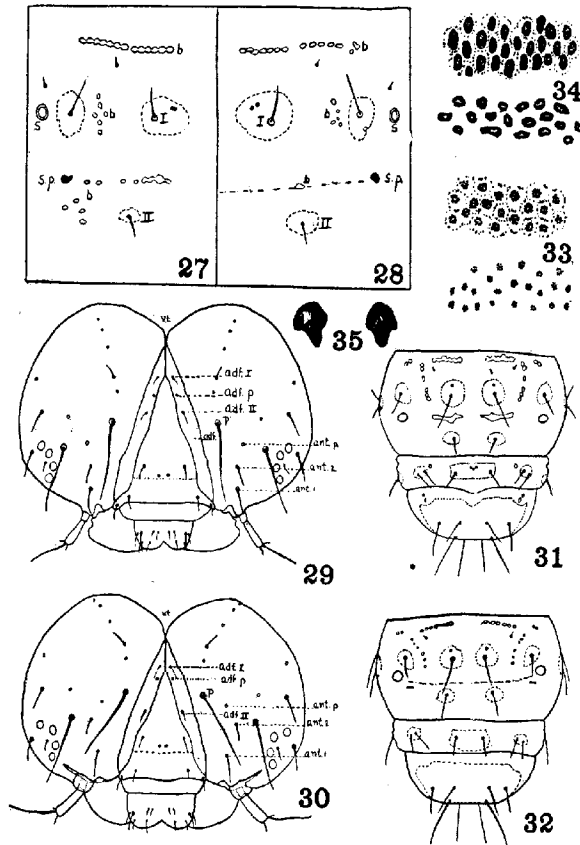 b
b
b
I
s
s.p.
b
II
27
b
b
I
s
b
s.p.
II
28
34
33
35
vt
adf. I
adf. p
adf. II
adf.
p
ant. p
ant. 2
ant. 1
29
31
vt
adf. I
adf. p
p
adf. II
ant. p
ant. 2
ant. 1
30
32